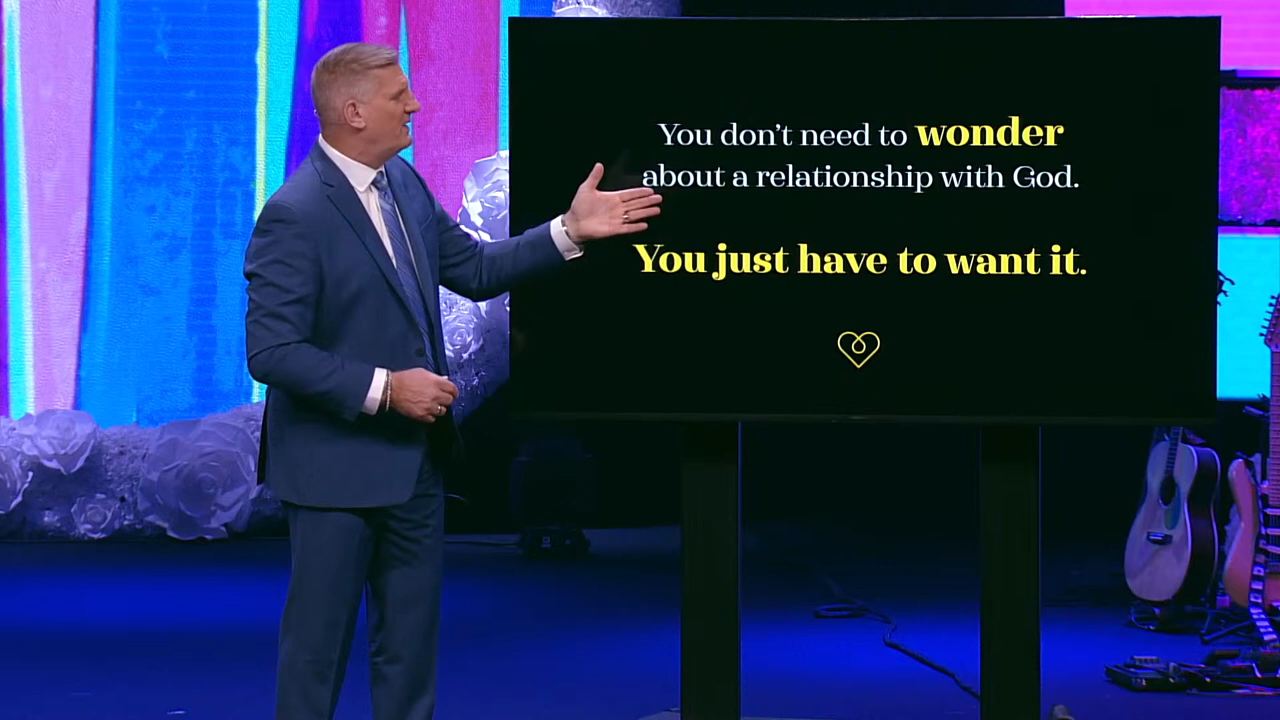 You don’t need to wonder
about a relationship with God.
You just have to want it.